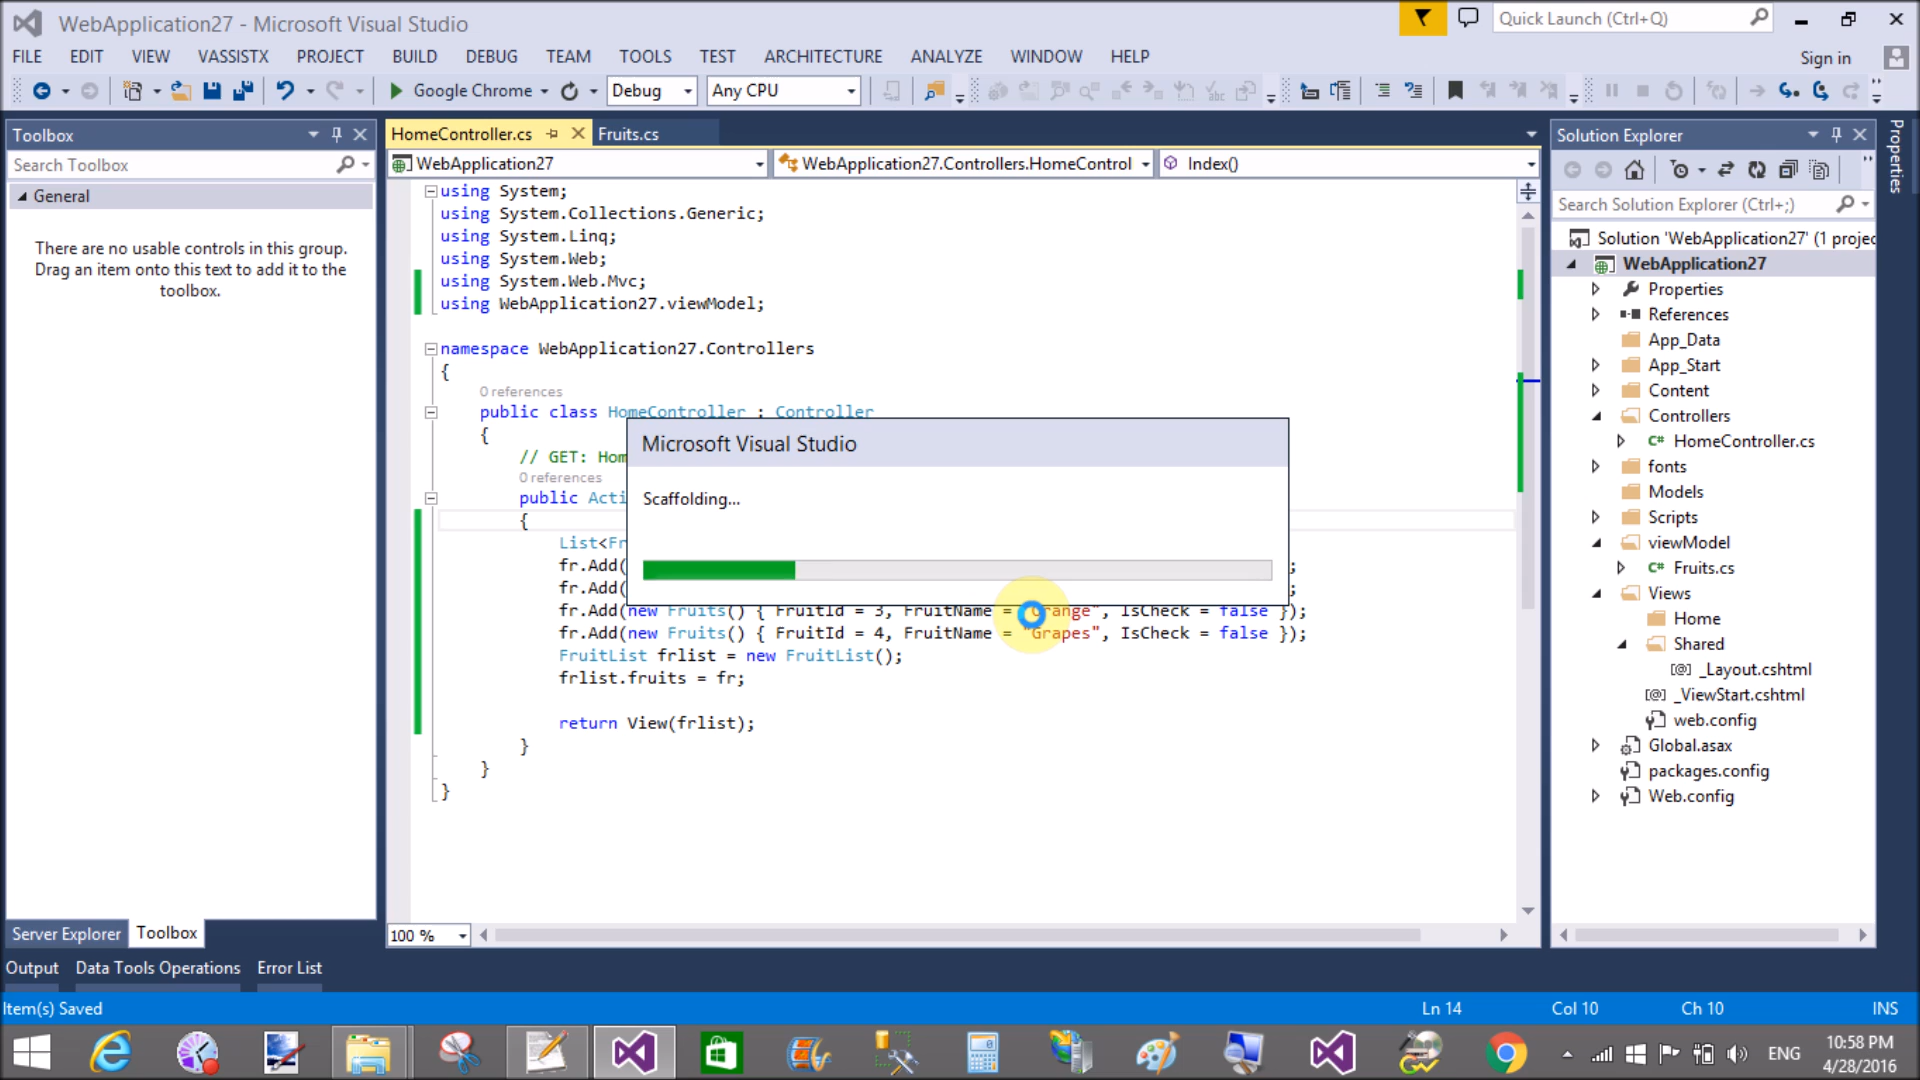 WebApplication27 - Microsoft Visual Studio
Quick Launch (Ctrl+Q)
FILE EDIT VIEW VASSISTX PROJECT BUILD DEBUG TEAM TOOLS TEST ARCHITECTURE ANALYZE WINDOW HELP
Sign in
Google Chrome Debug Any CPU
Toolbox
Search Toolbox
General
There are no usable controls in this group.
Drag an item onto this text to add it to the
toolbox.
Server Explorer Toolbox
HomeController.cs Fruits.cs
WebApplication27 WebApplication27.Controllers.HomeControl Index()
using System;
using System.Collections.Generic;
using System.Linq;
using System.Web;
using System.Web.Mvc;
using WebApplication27.viewModel;
namespace WebApplication27.Controllers
{
0 references
public class HomeController : Controller
{
// GET: Hom
0 references
public Acti
{
List<Fr
fr.Add( ;
fr.Add( ;
fr.Add(new Fruits() { FruitId = 3, FruitName = "Orange", IsCheck = false });
fr.Add(new Fruits() { FruitId = 4, FruitName = "Grapes", IsCheck = false });
FruitList frlist = new FruitList();
frlist.fruits = fr;
return View(frlist);
}
}
}
Microsoft Visual Studio
Scaffolding...
100 %
Solution Explorer
Search Solution Explorer (Ctrl+;)
Solution 'WebApplication27' (1 projec
WebApplication27
Properties
References
App_Data
App_Start
Content
Controllers
C# HomeController.cs
fonts
Models
Scripts
viewModel
C# Fruits.cs
Views
Home
Shared
[@] _Layout.cshtml
[@] _ViewStart.cshtml
web.config
Global.asax
packages.config
Web.config
Properties
Output Data Tools Operations Error List
Item(s) Saved Ln 14 Col 10 Ch 10 INS
ENG
10:58 PM
4/28/2016